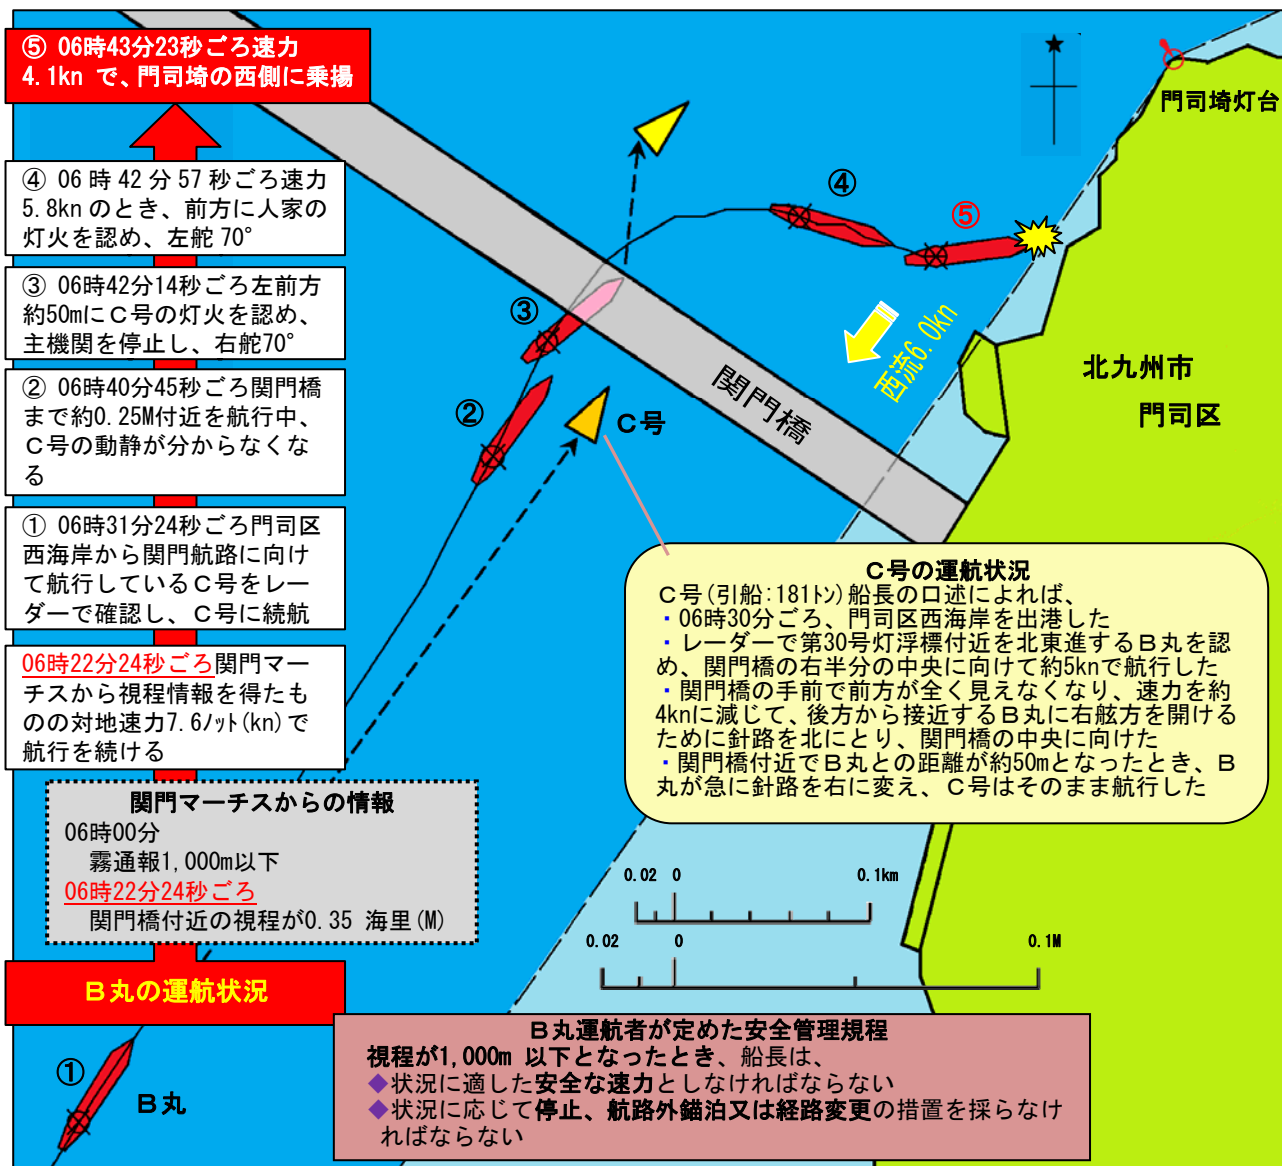 ⑤ 06時43分23秒ごろ速力
4.1kn で、門司埼の西側に乗揚
④ 06時42分57秒ごろ速力
5.8knのとき、前方に人家の
灯火を認め、左舵70°
③ 06時42分14秒ごろ左前方
約50mにC号の灯火を認め、
主機関を停止し、右舵70°
② 06時40分45秒ごろ関門橋
まで約0.25M付近を航行中、
C号の動静が分からなくな
る
① 06時31分24秒ごろ門司区
西海岸から関門航路に向け
て航行しているC号をレー
ダーで確認し、C号に続航
06時22分24秒ごろ関門マー
チスから視程情報を得たも
のの対地速力7.6ノット(kn)で
航行を続ける
関門マーチスからの情報
06時00分
霧通報1,000m以下
06時22分24秒ごろ
関門橋付近の視程が0.35 海里(M)
B丸の運航状況
①
B丸
②
③
④
⑤
C号
関門橋
西流6.0kn
門司埼灯台
北九州市
門司区
C号の運航状況
C号(引船:181トン)船長の口述によれば、
・06時30分ごろ、門司区西海岸を出港した
・レーダーで第30号灯浮標付近を北東進するB丸を認
め、関門橋の右半分の中央に向けて約5knで航行した
・関門橋の手前で前方が全く見えなくなり、速力を約
4knに減じて、後方から接近するB丸に右舷方を開ける
ために針路を北にとり、関門橋の中央に向けた
・関門橋付近でB丸との距離が約50mとなったとき、B
丸が急に針路を右に変え、C号はそのまま航行した
0.02 0 0.1km
0.02 0 0.1M
B丸運航者が定めた安全管理規程
視程が1,000m 以下となったとき、船長は、
◆状況に適した安全な速力としなければならない
◆状況に応じて停止、航路外錨泊又は経路変更の措置を採らなけ
ればならない